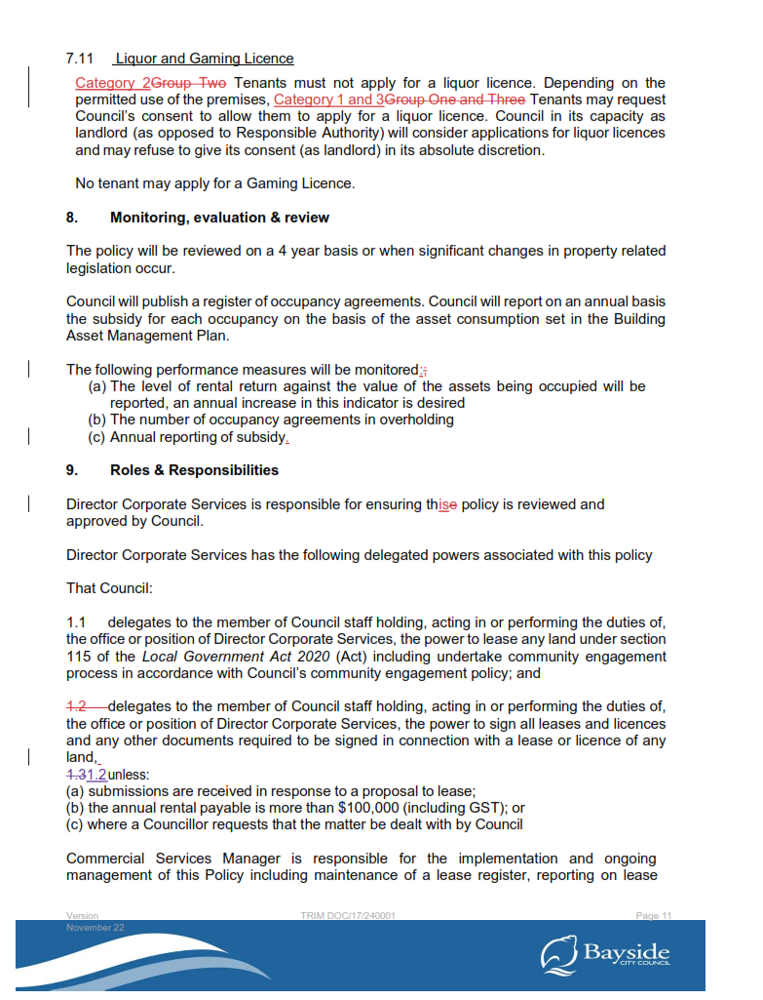 7.11 Liquor and Gaming Licence
Category 2Group Two Tenants must not apply for a liquor licence. Depending on the
permitted use of the premises, Category 1 and 3Group One and Three Tenants may request
Council's consent to allow them to apply for a liquor licence. Council in its capacity as
landlord (as opposed to Responsible Authority) will consider applications for liquor licences
and may refuse to give its consent (as landlord) in its absolute discretion.
No tenant may apply for a Gaming Licence.
8. Monitoring, evaluation & review
The policy will be reviewed on a 4 year basis or when significant changes in property related
legislation occur.
Council will publish a register of occupancy agreements. Council will report on an annual basis
the subsidy for each occupancy on the basis of the asset consumption set in the Building
Asset Management Plan.
The following performance measures will be monitored:;
(a) The level of rental return against the value of the assets being occupied will be
reported, an annual increase in this indicator is desired
(b) The number of occupancy agreements in overholding
(c) Annual reporting of subsidy.
9. Roles & Responsibilities
Director Corporate Services is responsible for ensuring thise policy is reviewed and
approved by Council.
Director Corporate Services has the following delegated powers associated with this policy
That Council:
1.1 delegates to the member of Council staff holding, acting in or performing the duties of,
the office or position of Director Corporate Services, the power to lease any land under section
115 of the Local Government Act 2020 (Act) including undertake community engagement
process in accordance with Council's community engagement policy; and
1.2 delegates to the member of Council staff holding, acting in or performing the duties of,
the office or position of Director Corporate Services, the power to sign all leases and licences
and any other documents required to be signed in connection with a lease or licence of any
land,
1.31.2 unless:
(a) submissions are received in response to a proposal to lease;
(b) the annual rental payable is more than $100,000 (including GST); or
(c) where a Councillor requests that the matter be dealt with by Council
Commercial Services Manager is responsible for the implementation and ongoing
management of this Policy including maintenance of a lease register, reporting on lease
Version TRIM DOC/17/240001 Page 11
November 22
Bayside
CITY COUNCIL